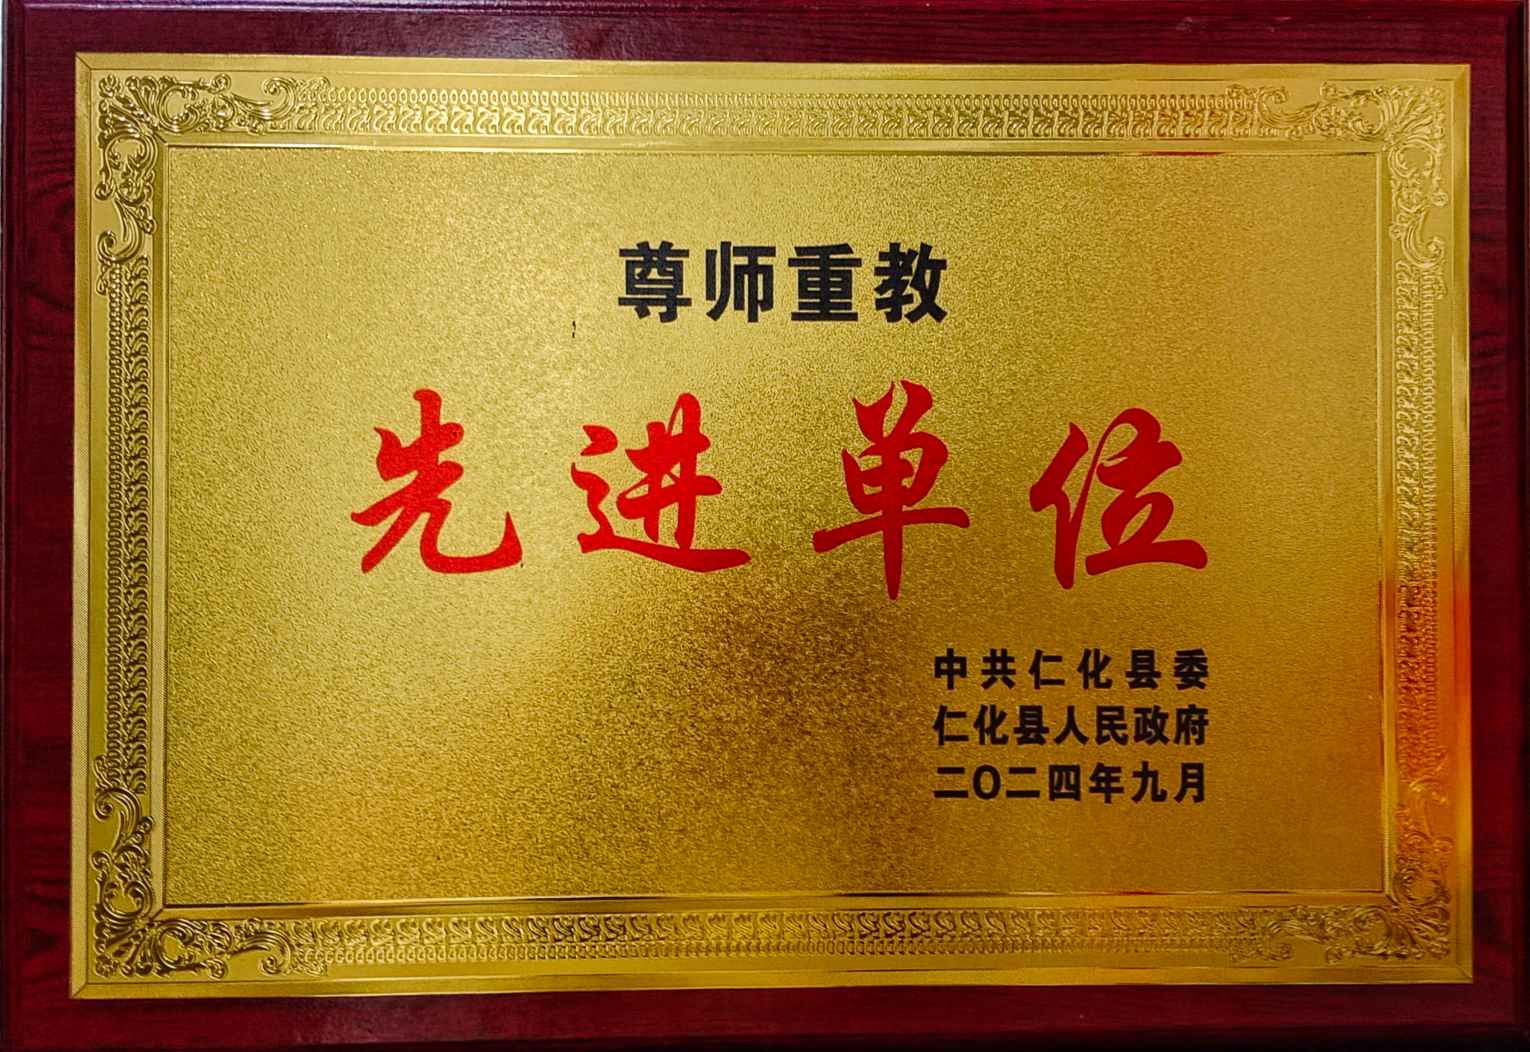 尊师重教
先进单位
中共仁化县委
仁化县人民政府
二〇二四年九月